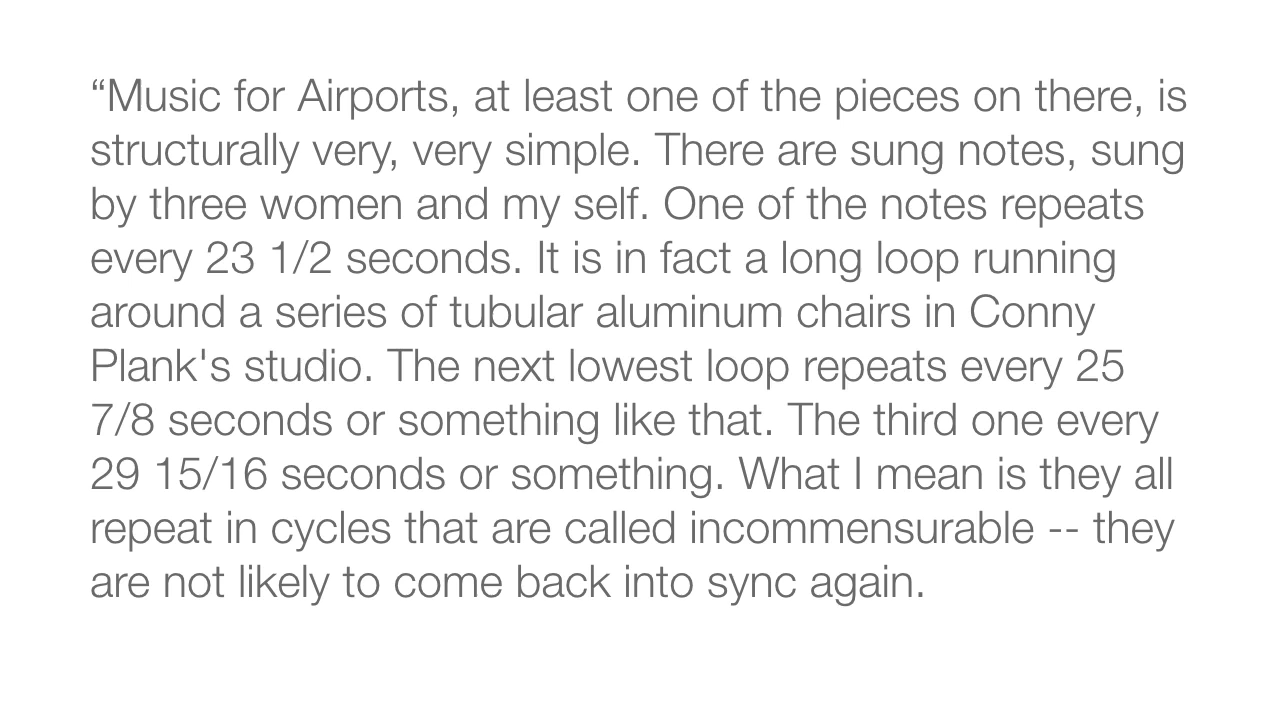 “Music for Airports, at least one of the pieces on there, is
structurally very, very simple. There are sung notes, sung
by three women and my self. One of the notes repeats
every 23 1/2 seconds. It is in fact a long loop running
around a series of tubular aluminum chairs in Conny
Plank's studio. The next lowest loop repeats every 25
7/8 seconds or something like that. The third one every
29 15/16 seconds or something. What I mean is they all
repeat in cycles that are called incommensurable -- they
are not likely to come back into sync again.